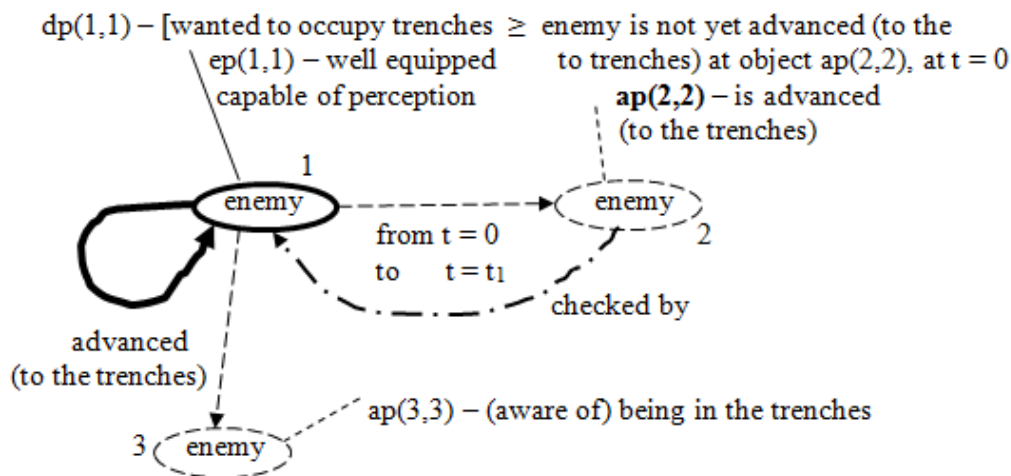 dp(1,1) – [wanted to occupy trenches ≥ enemy is not yet advanced (to the
ep(1,1) – well equipped to trenches) at object ap(2,2), at t = 0
capable of perception ap(2,2) – is advanced
(to the trenches)
1
enemy enemy
from t = 0 2
to t = t1
checked by
advanced
(to the trenches)
ap(3,3) – (aware of) being in the trenches
3 enemy